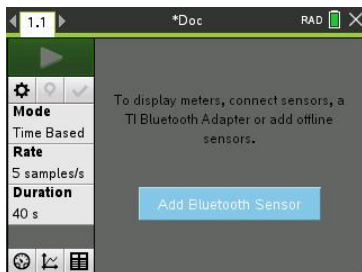 1.1
*Doc
RAD
Mode
Time Based
Rate
5 samples/s
Duration
40 s
To display meters, connect sensors, a
TI Bluetooth Adapter or add offline
sensors.
Add Bluetooth Sensor